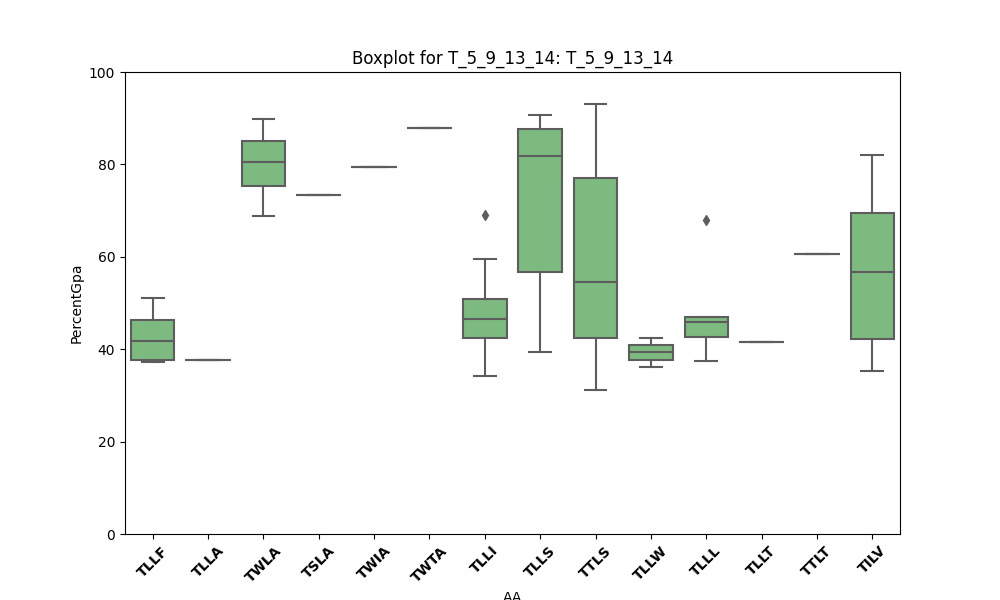 Boxplot for T_5_9_13_14: T_5_9_13_14
100
80
60
40
20
0
PercentGpa
TLLF TLLA TWLA TSLA TWIA TWTA TLLI TLLS TTLS TLLW TLLL TLLT TTLT TILV
AA